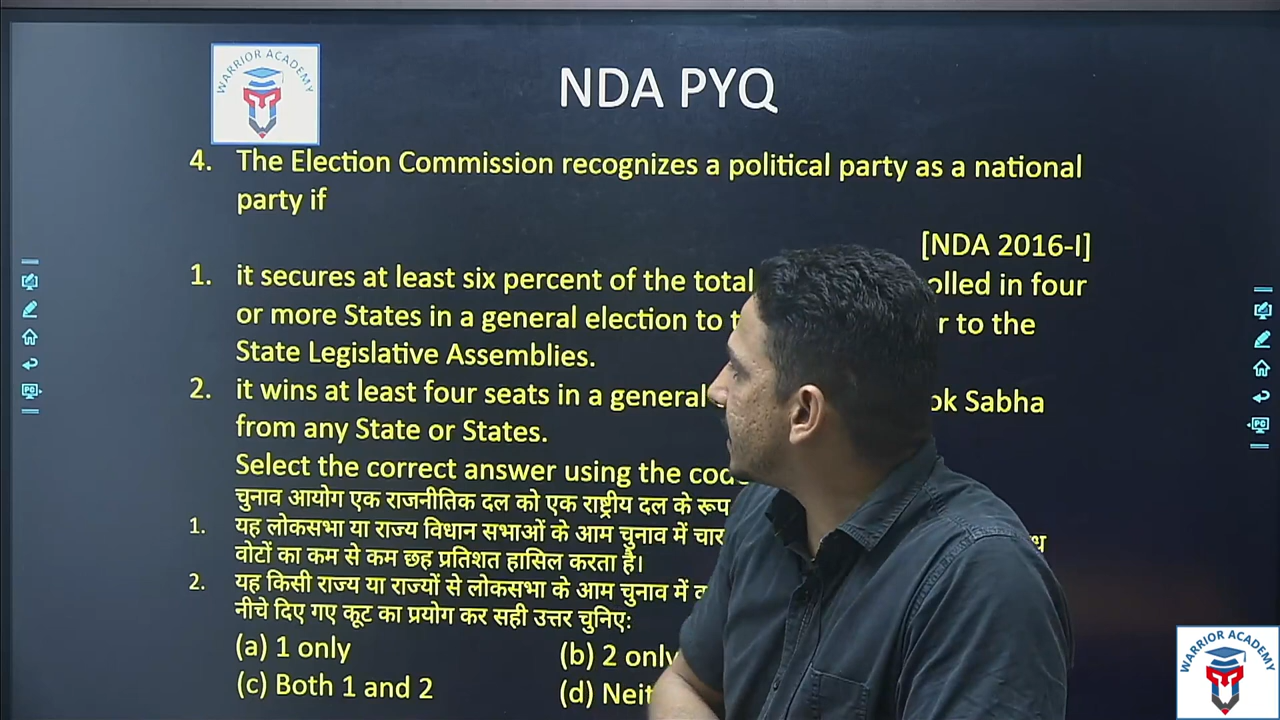 WARRIOR ACADEMY
NDA PYQ
4. The Election Commission recognizes a political party as a national
party if
[NDA 2016-I]
1. it secures at least six percent of the total olled in four
or more States in a general election to t r to the
State Legislative Assemblies.
2. it wins at least four seats in a general ok Sabha
from any State or States.
Select the correct answer using the cod
चुनाव आयोग एक राजनीतिक दल को एक राष्ट्रीय दल के रूप
1. यह लोकसभा या राज्य विधान सभाओं के आम चुनाव में चार
वोटों का कम से कम छह प्रतिशत हासिल करता है।
2. यह किसी राज्य या राज्यों से लोकसभा के आम चुनाव में
नीचे दिए गए कूट का प्रयोग कर सही उत्तर चुनिए:
(a) 1 only (b) 2 only
(c) Both 1 and 2 (d) Neit
WARRIOR ACADEMY